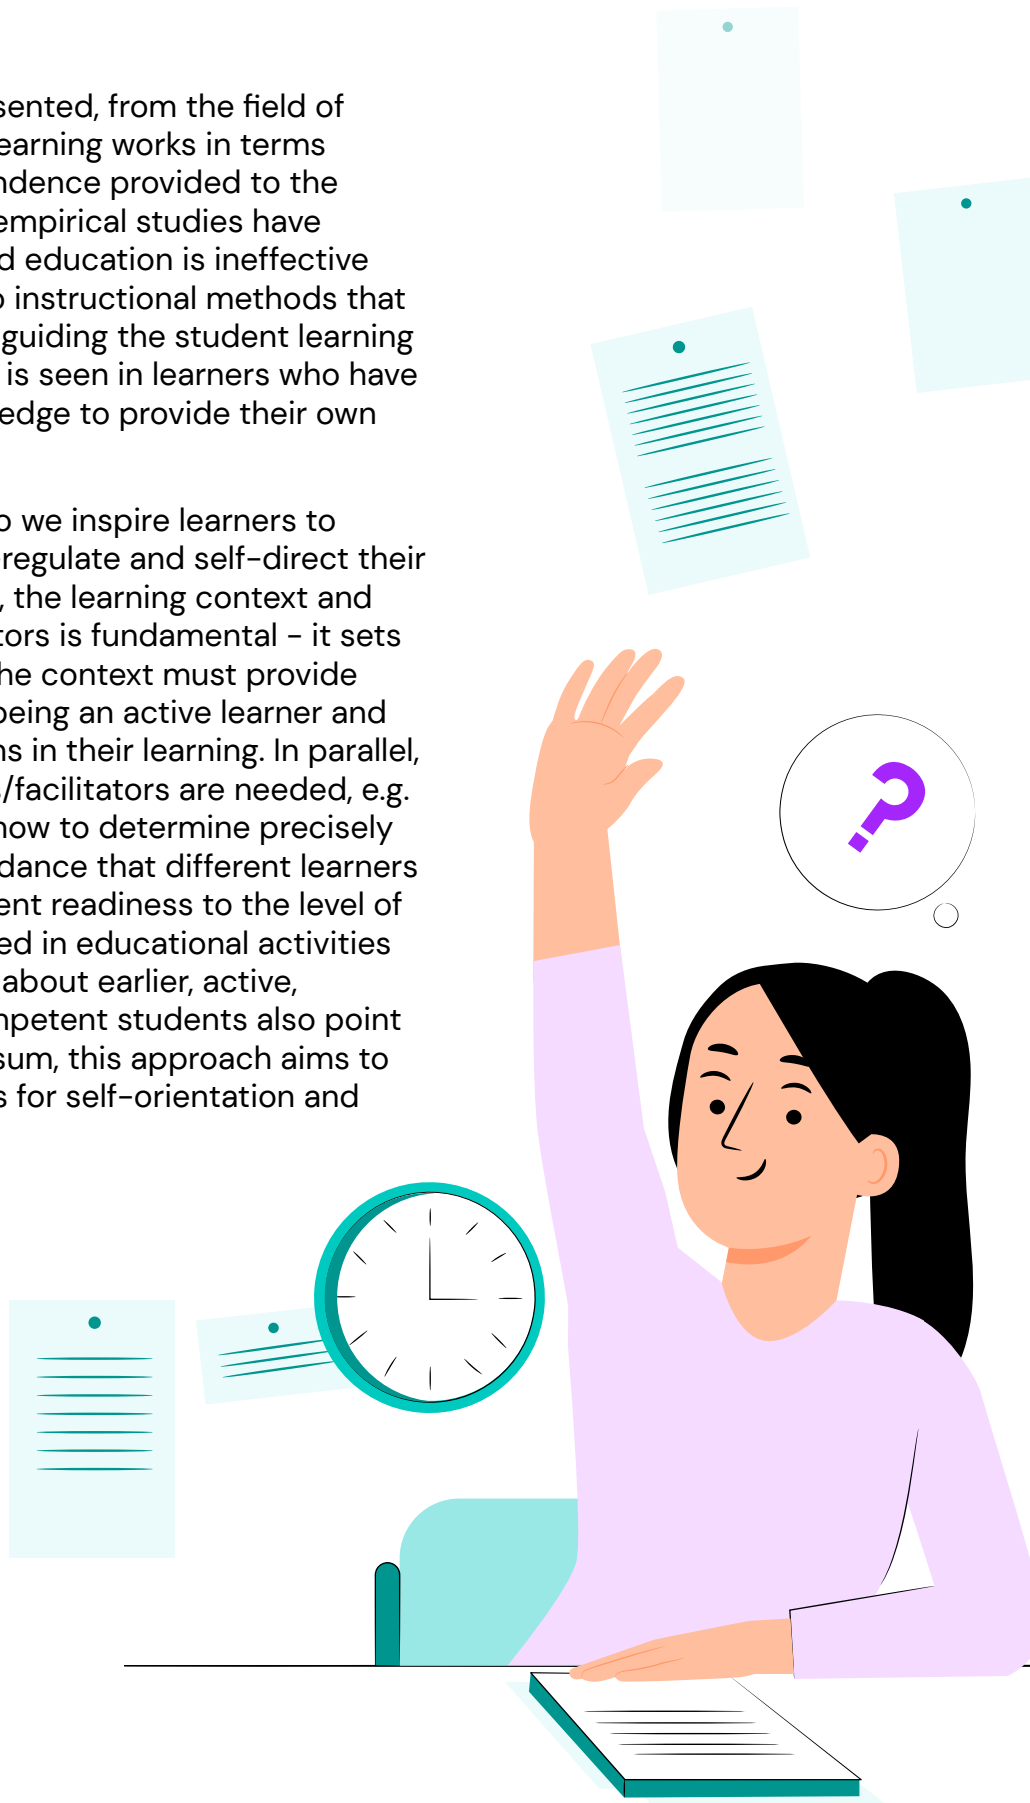 sented, from the field of
earning works in terms
ndence provided to the
empirical studies have
d education is ineffective
o instructional methods that
guiding the student learning
is seen in learners who have
edge to provide their own
o we inspire learners to
-regulate and self-direct their
, the learning context and
tors is fundamental - it sets
he context must provide
being an active learner and
ns in their learning. In parallel,
s/facilitators are needed, e.g.
how to determine precisely
dance that different learners
ent readiness to the level of
ed in educational activities
about earlier, active,
mpetent students also point
sum, this approach aims to
s for self-orientation and
?